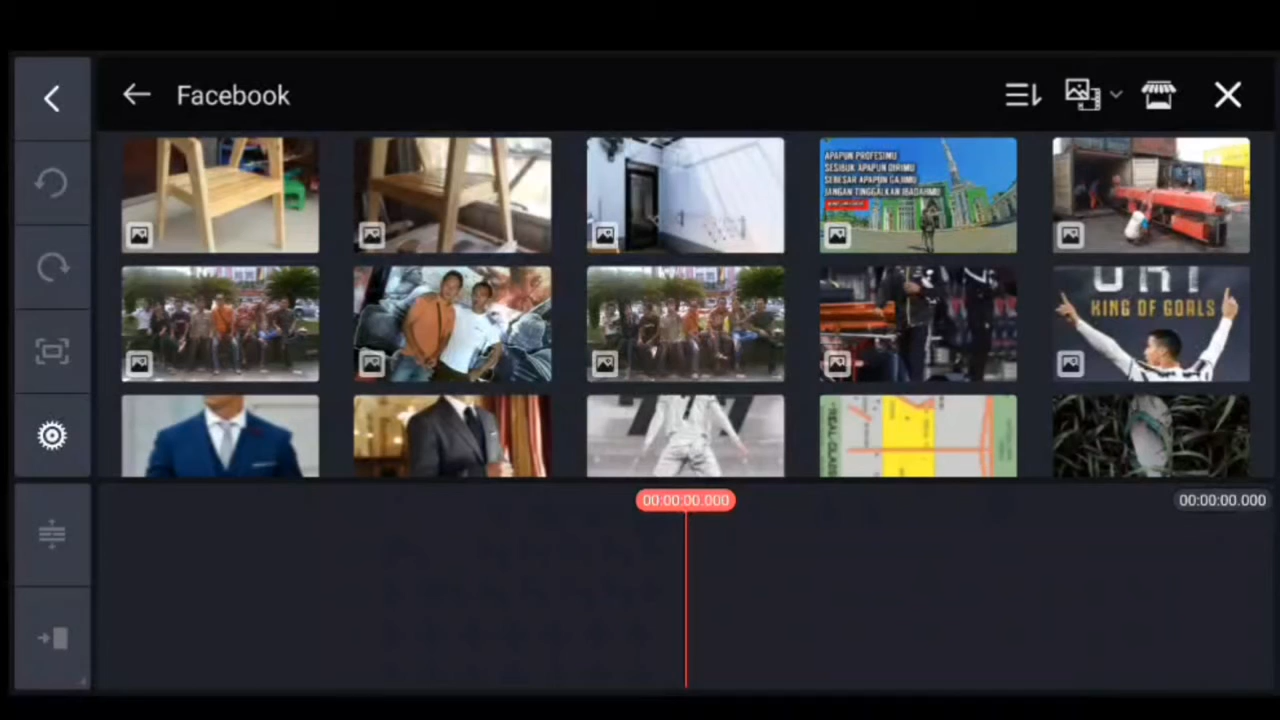 Facebook
APAPUN PROFESIMU
SESIBUK APAPUN DIRIMU
SEBESAR APAPUN GAJIMU
JANGAN TINGGALKAN IBADAHMU
KING OF GOALS
00:00:00.000
00:00:00.000